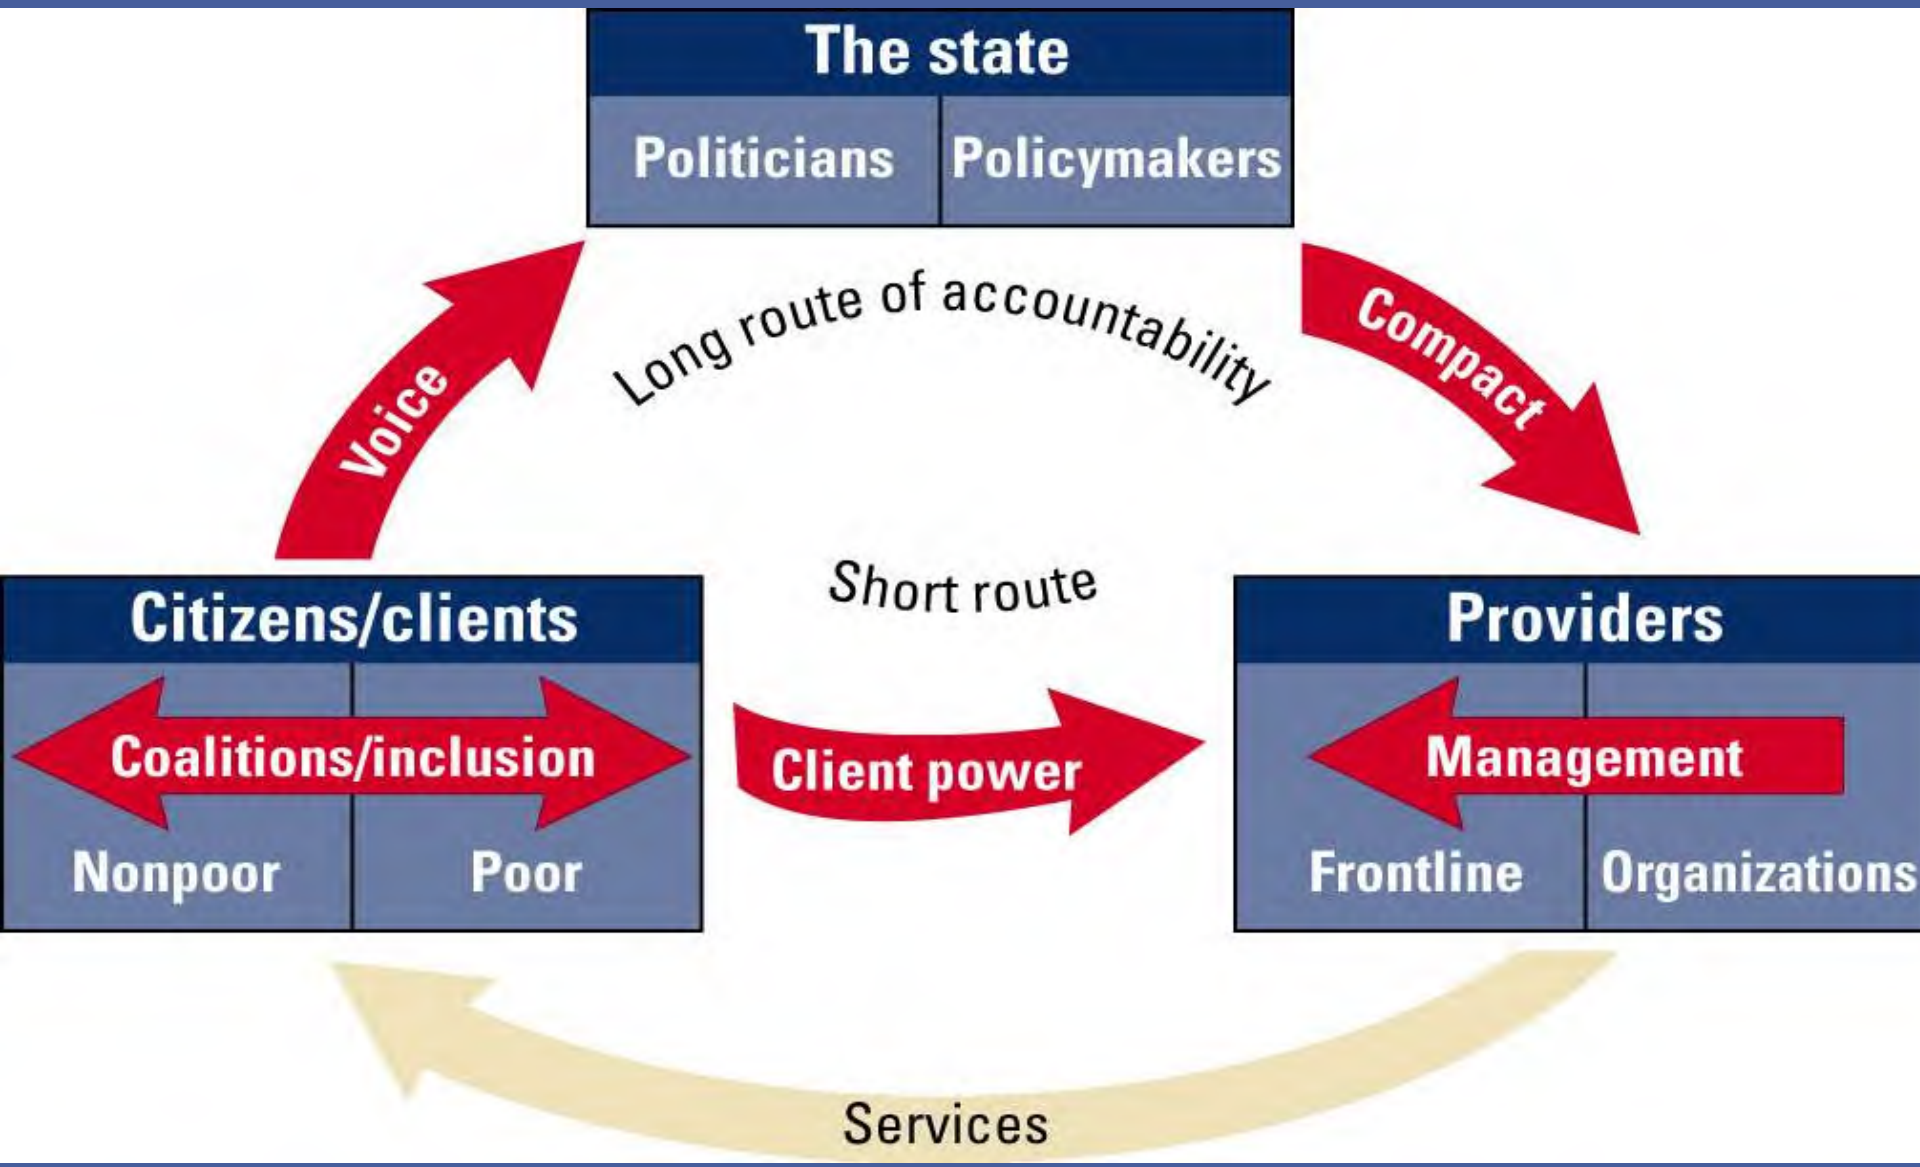 The state
Politicians Policymakers
Long route of accountability
Voice
Compact
Short route
Citizens/clients
Providers
Coalitions/inclusion
Client power
Management
Nonpoor Poor
Frontline Organizations
Services